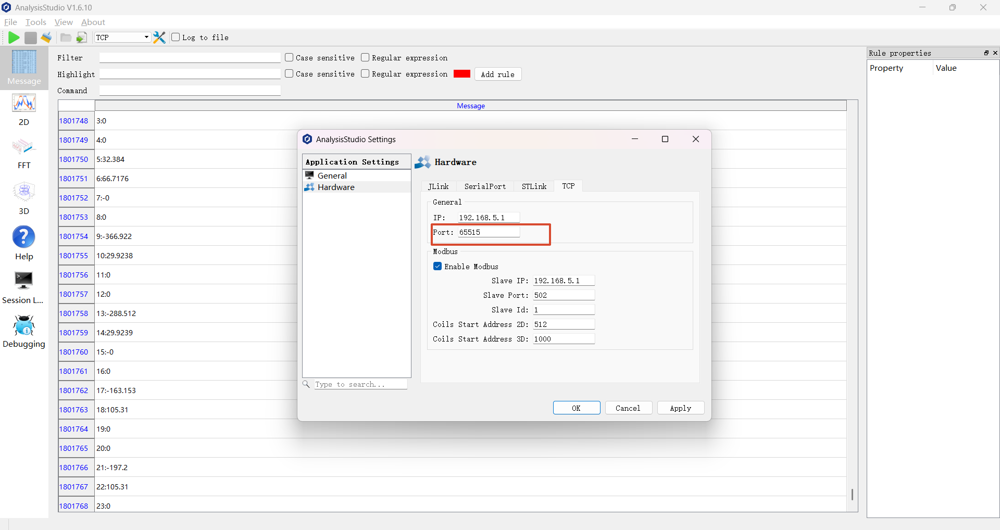 AnalysisStudio V1.6.10
File Tools View About
TCP Log to file
Message
2D
FFT
3D
Help
Session L...
Debugging
Filter Case sensitive Regular expression
Highlight Case sensitive Regular expression Add rule
Command
Message
1801748 3:0
1801749 4:0
1801750 5:32.384
1801751 6:66.7176
1801752 7:-0
1801753 8:0
1801754 9:-366.922
1801755 10:29.9238
1801756 11:0
1801757 12:0
1801758 13:-288.512
1801759 14:29.9239
1801760 15:-0
1801761 16:0
1801762 17:-163.153
1801763 18:105.31
1801764 19:0
1801765 20:0
1801766 21:-197.2
1801767 22:105.31
1801768 23:0
AnalysisStudio Settings
Application Settings
General
Hardware
Type to search...
Hardware
JLink SerialPort STLink TCP
General
IP: 192.168.5.1
Port: 65515
Modbus
Enable Modbus
Slave IP: 192.168.5.1
Slave Port: 502
Slave Id: 1
Coils Start Address 2D: 512
Coils Start Address 3D: 1000
OK Cancel Apply
Rule properties
Property Value